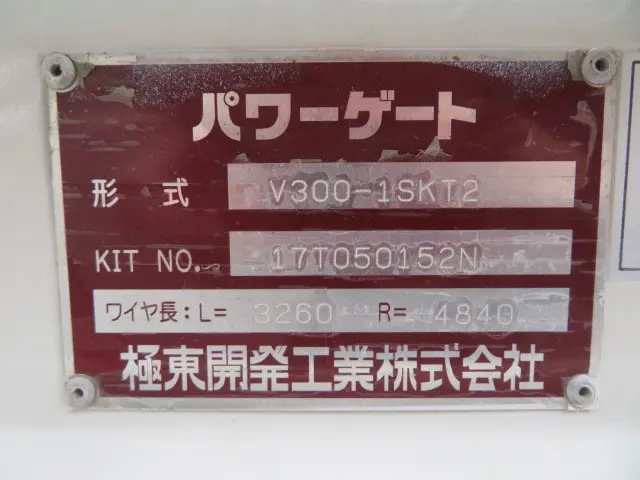 パワーゲート
形式 V300-1SKT2
KIT NO. 17T050152N
ワイヤ長:L= 3260 R= 4840
極東開発工業株式会社